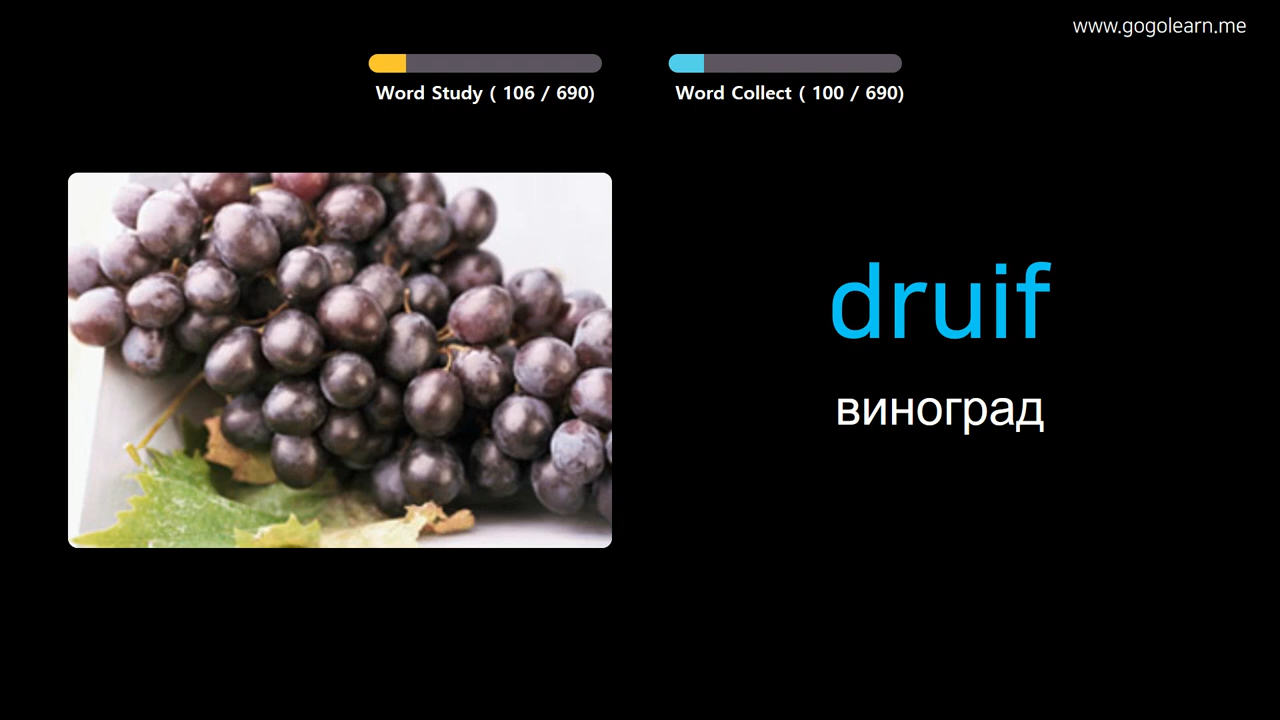 www.gogolearn.me
Word Study ( 106 / 690)
Word Collect ( 100 / 690)
druif
виноград